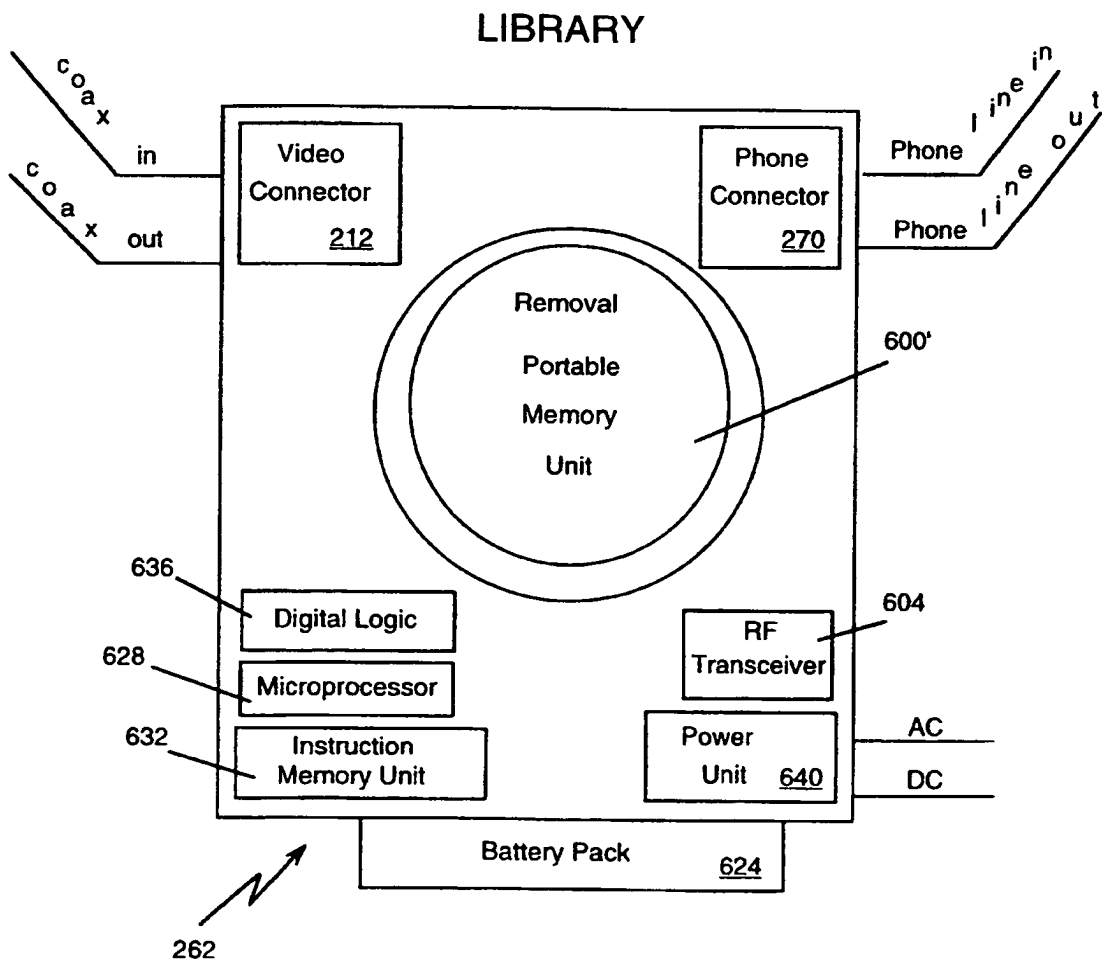 LIBRARY
coax in
coax out
Video
Connector
212
Phone
Connector
270
Phone line in
Phone line out
Removal
Portable
Memory
Unit
600'
636
Digital Logic
628
Microprocessor
632
Instruction
Memory Unit
604
RF
Transceiver
Power
Unit 640
AC
DC
Battery Pack 624
262